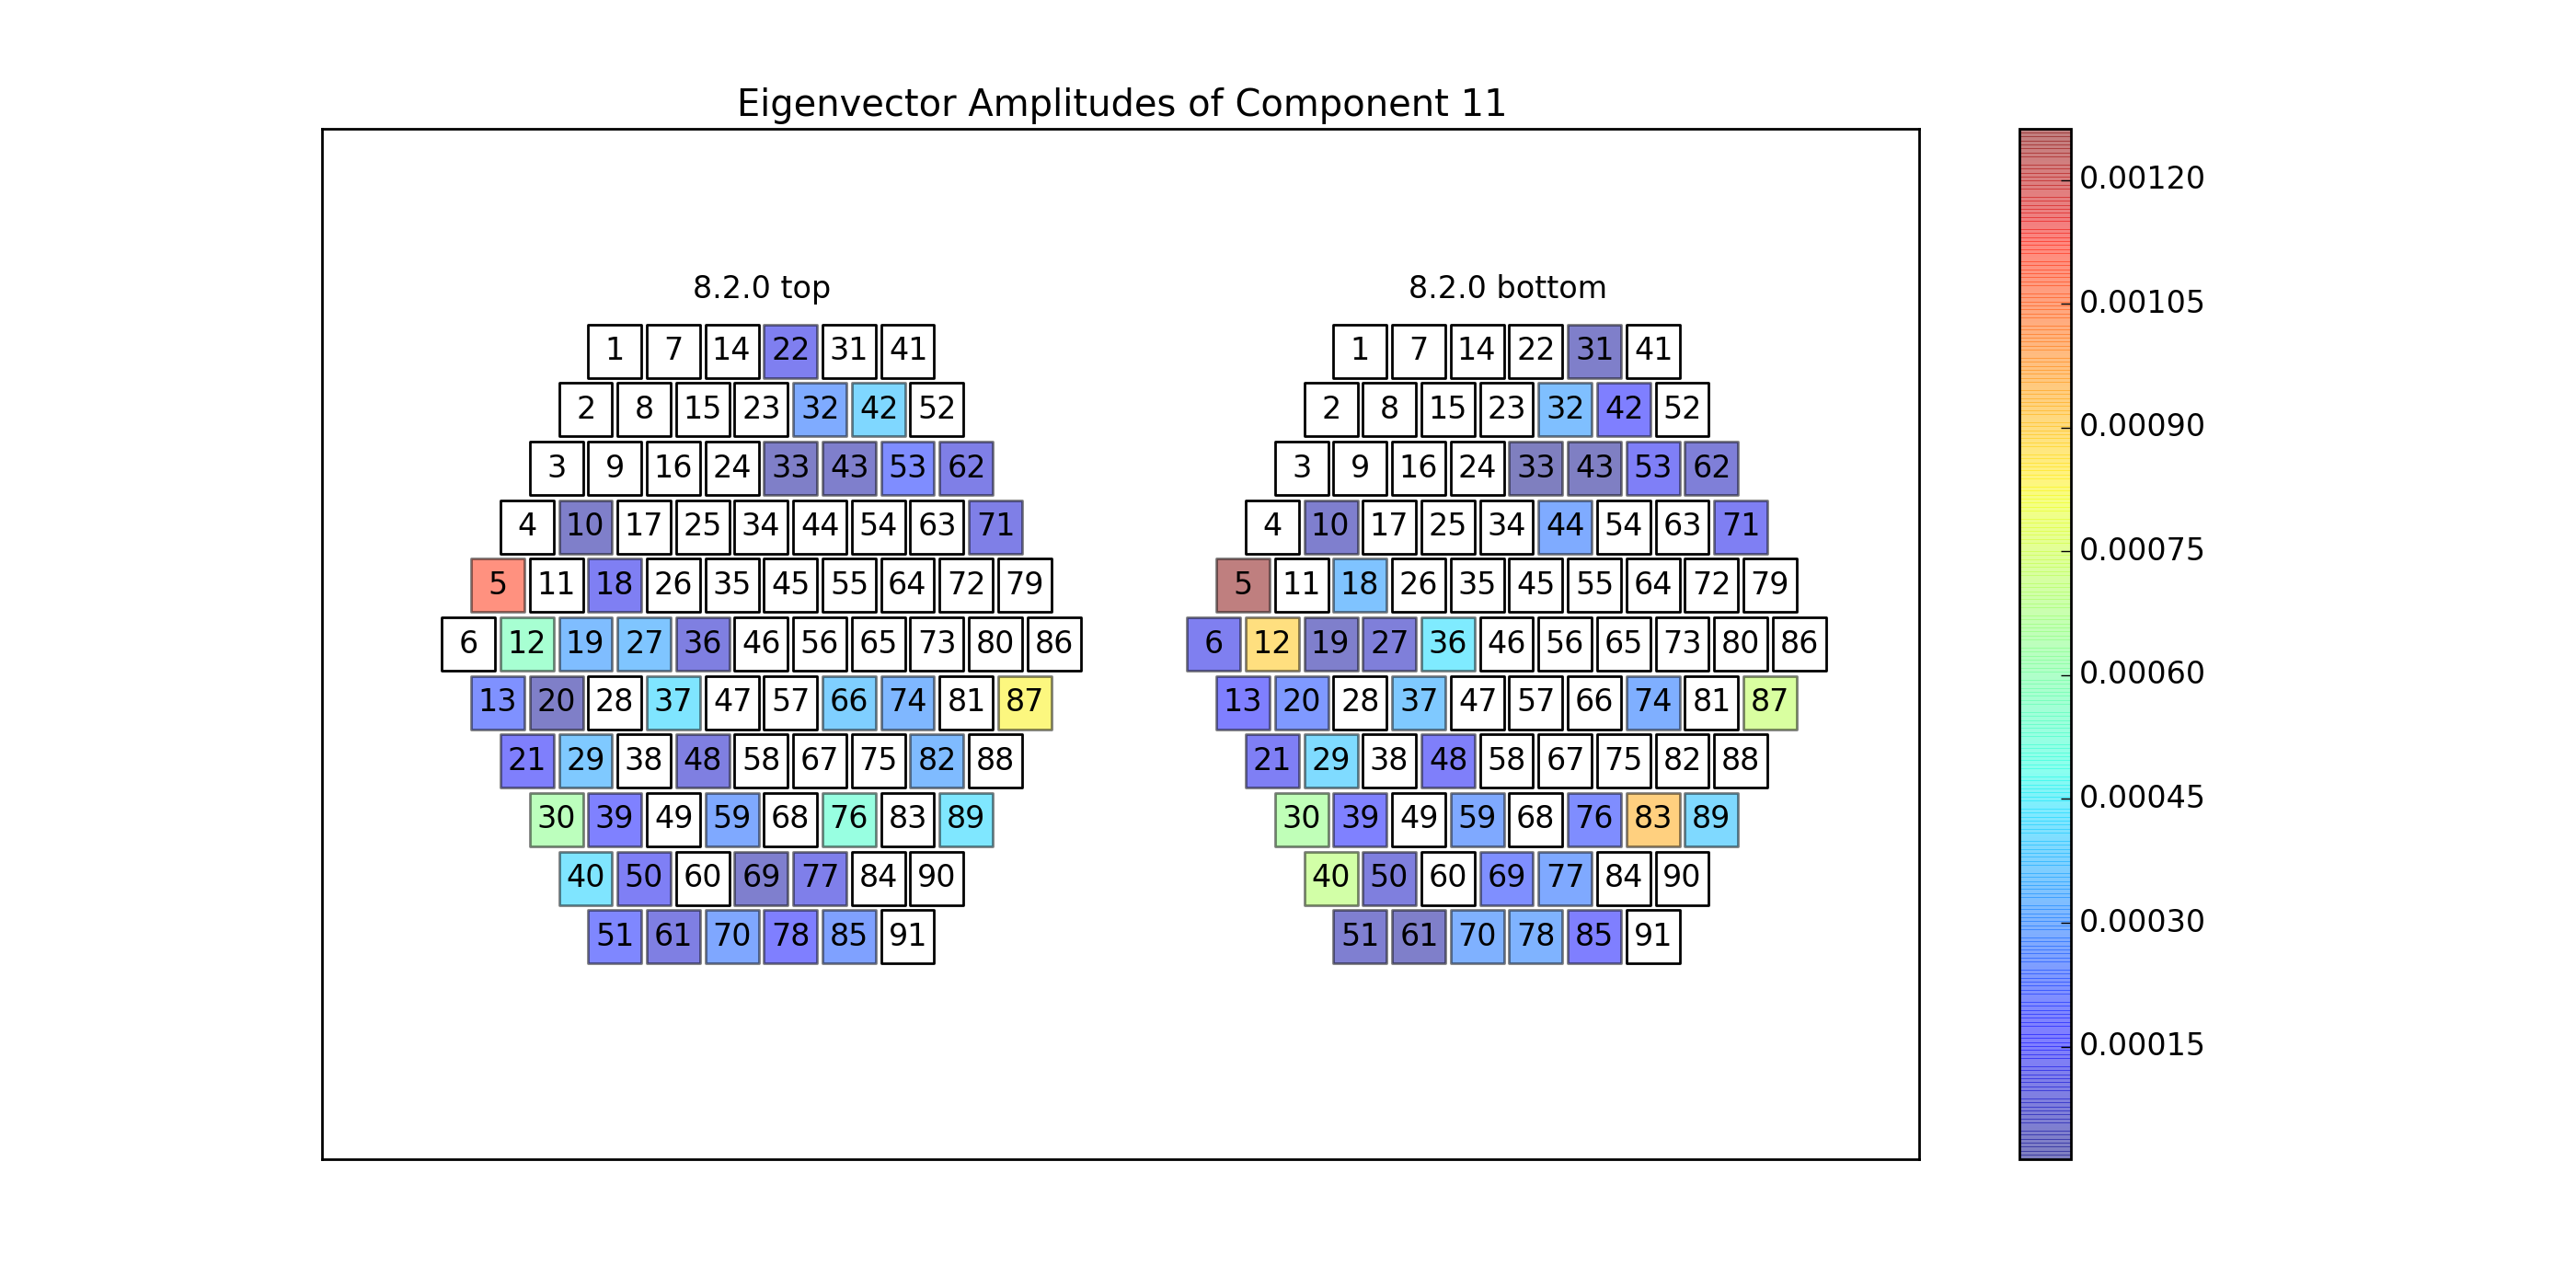 Eigenvector Amplitudes of Component 11
8.2.0 top
1 7 14 22 31 41
2 8 15 23 32 42 52
3 9 16 24 33 43 53 62
4 10 17 25 34 44 54 63 71
5 11 18 26 35 45 55 64 72 79
6 12 19 27 36 46 56 65 73 80 86
13 20 28 37 47 57 66 74 81 87
21 29 38 48 58 67 75 82 88
30 39 49 59 68 76 83 89
40 50 60 69 77 84 90
51 61 70 78 85 91
8.2.0 bottom
1 7 14 22 31 41
2 8 15 23 32 42 52
3 9 16 24 33 43 53 62
4 10 17 25 34 44 54 63 71
5 11 18 26 35 45 55 64 72 79
6 12 19 27 36 46 56 65 73 80 86
13 20 28 37 47 57 66 74 81 87
21 29 38 48 58 67 75 82 88
30 39 49 59 68 76 83 89
40 50 60 69 77 84 90
51 61 70 78 85 91
0.00120
0.00105
0.00090
0.00075
0.00060
0.00045
0.00030
0.00015